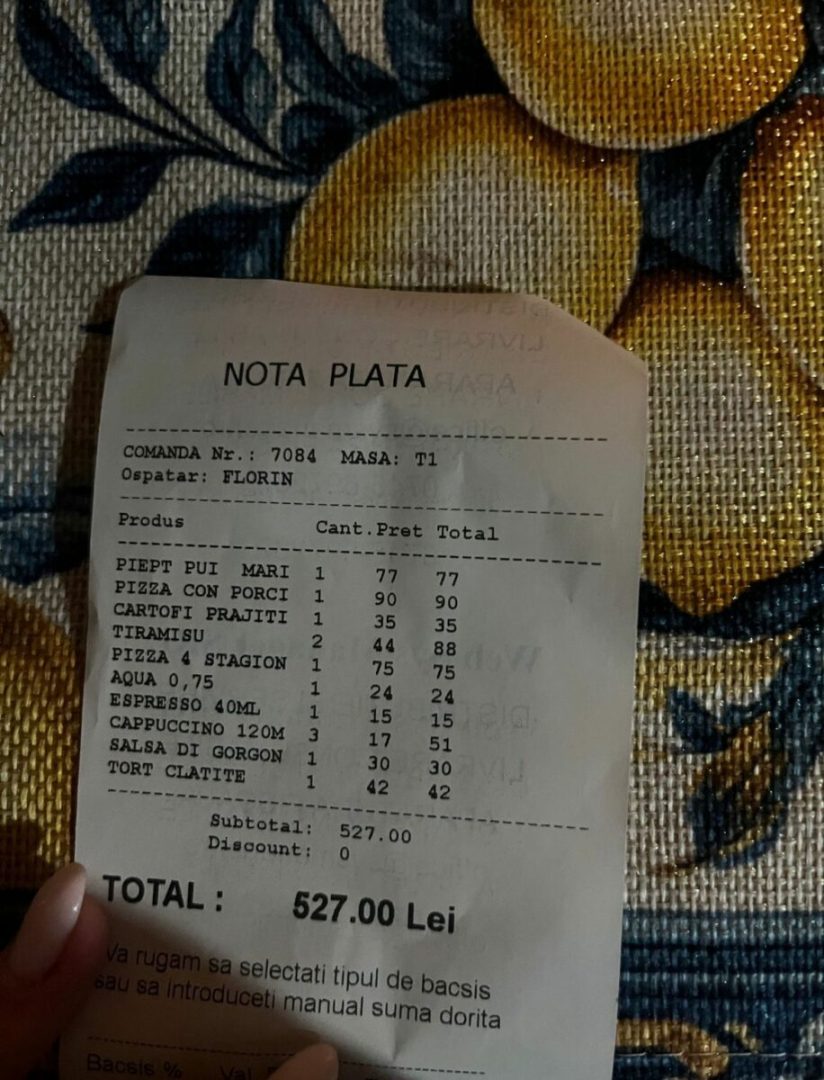 NOTA PLATA
COMANDA Nr.: 7084 MASA: T1
Ospatar: FLORIN
Produs Cant. Pret Total
PIEPT PUI MARI 1 77 77
PIZZA CON PORCI 1 90 90
CARTOFI PRAJITI 1 35 35
TIRAMISU 2 44 88
PIZZA 4 STAGION 1 75 75
AQUA 0,75 1 24 24
ESPRESSO 40ML 1 15 15
CAPPUCCINO 120M 3 17 51
SALSA DI GORGON 1 30 30
TORT CLATITE 1 42 42
Subtotal: 527.00
Discount: 0
TOTAL : 527.00 Lei
Va rugam sa selectati tipul de bacsis
sau sa introduceti manual suma dorita
Bacsis % Val